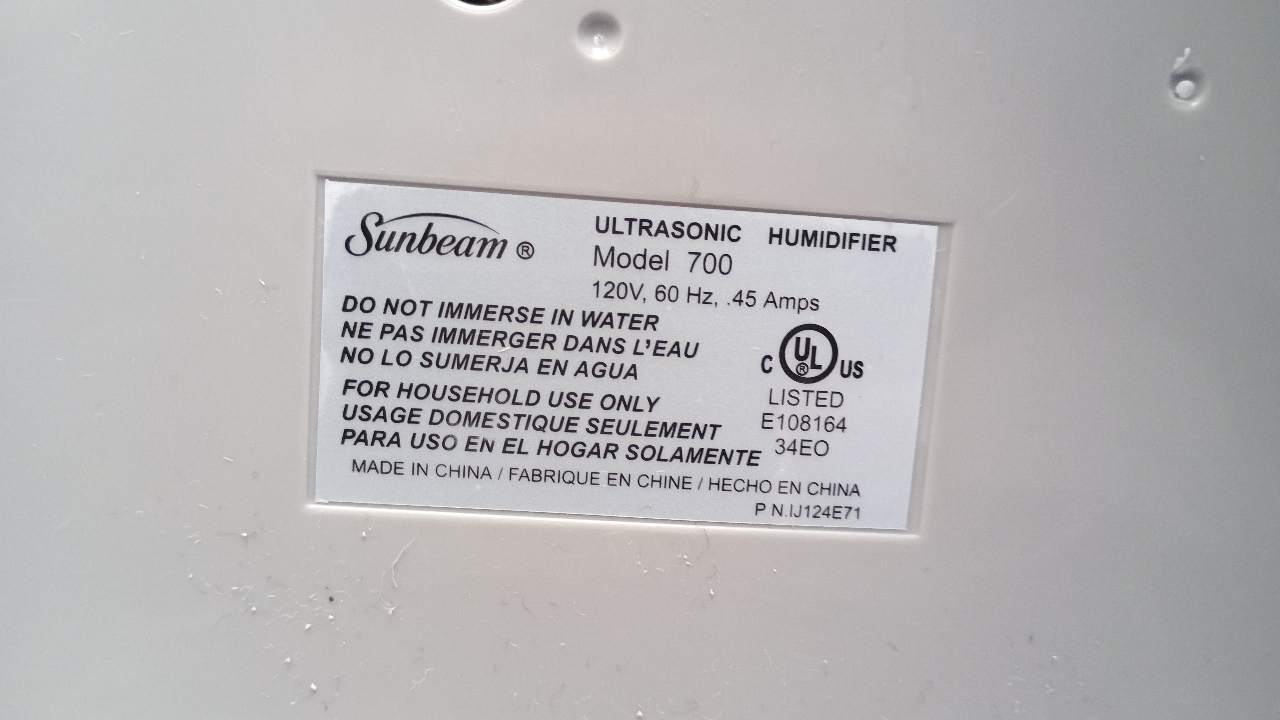 Sunbeam ®
ULTRASONIC HUMIDIFIER
Model 700
120V, 60 Hz, .45 Amps
DO NOT IMMERSE IN WATER
NE PAS IMMERGER DANS L'EAU
NO LO SUMERJA EN AGUA
FOR HOUSEHOLD USE ONLY
USAGE DOMESTIQUE SEULEMENT
PARA USO EN EL HOGAR SOLAMENTE
C UL ® US
LISTED
E108164
34EO
MADE IN CHINA / FABRIQUE EN CHINE / HECHO EN CHINA
P N.IJ124E71